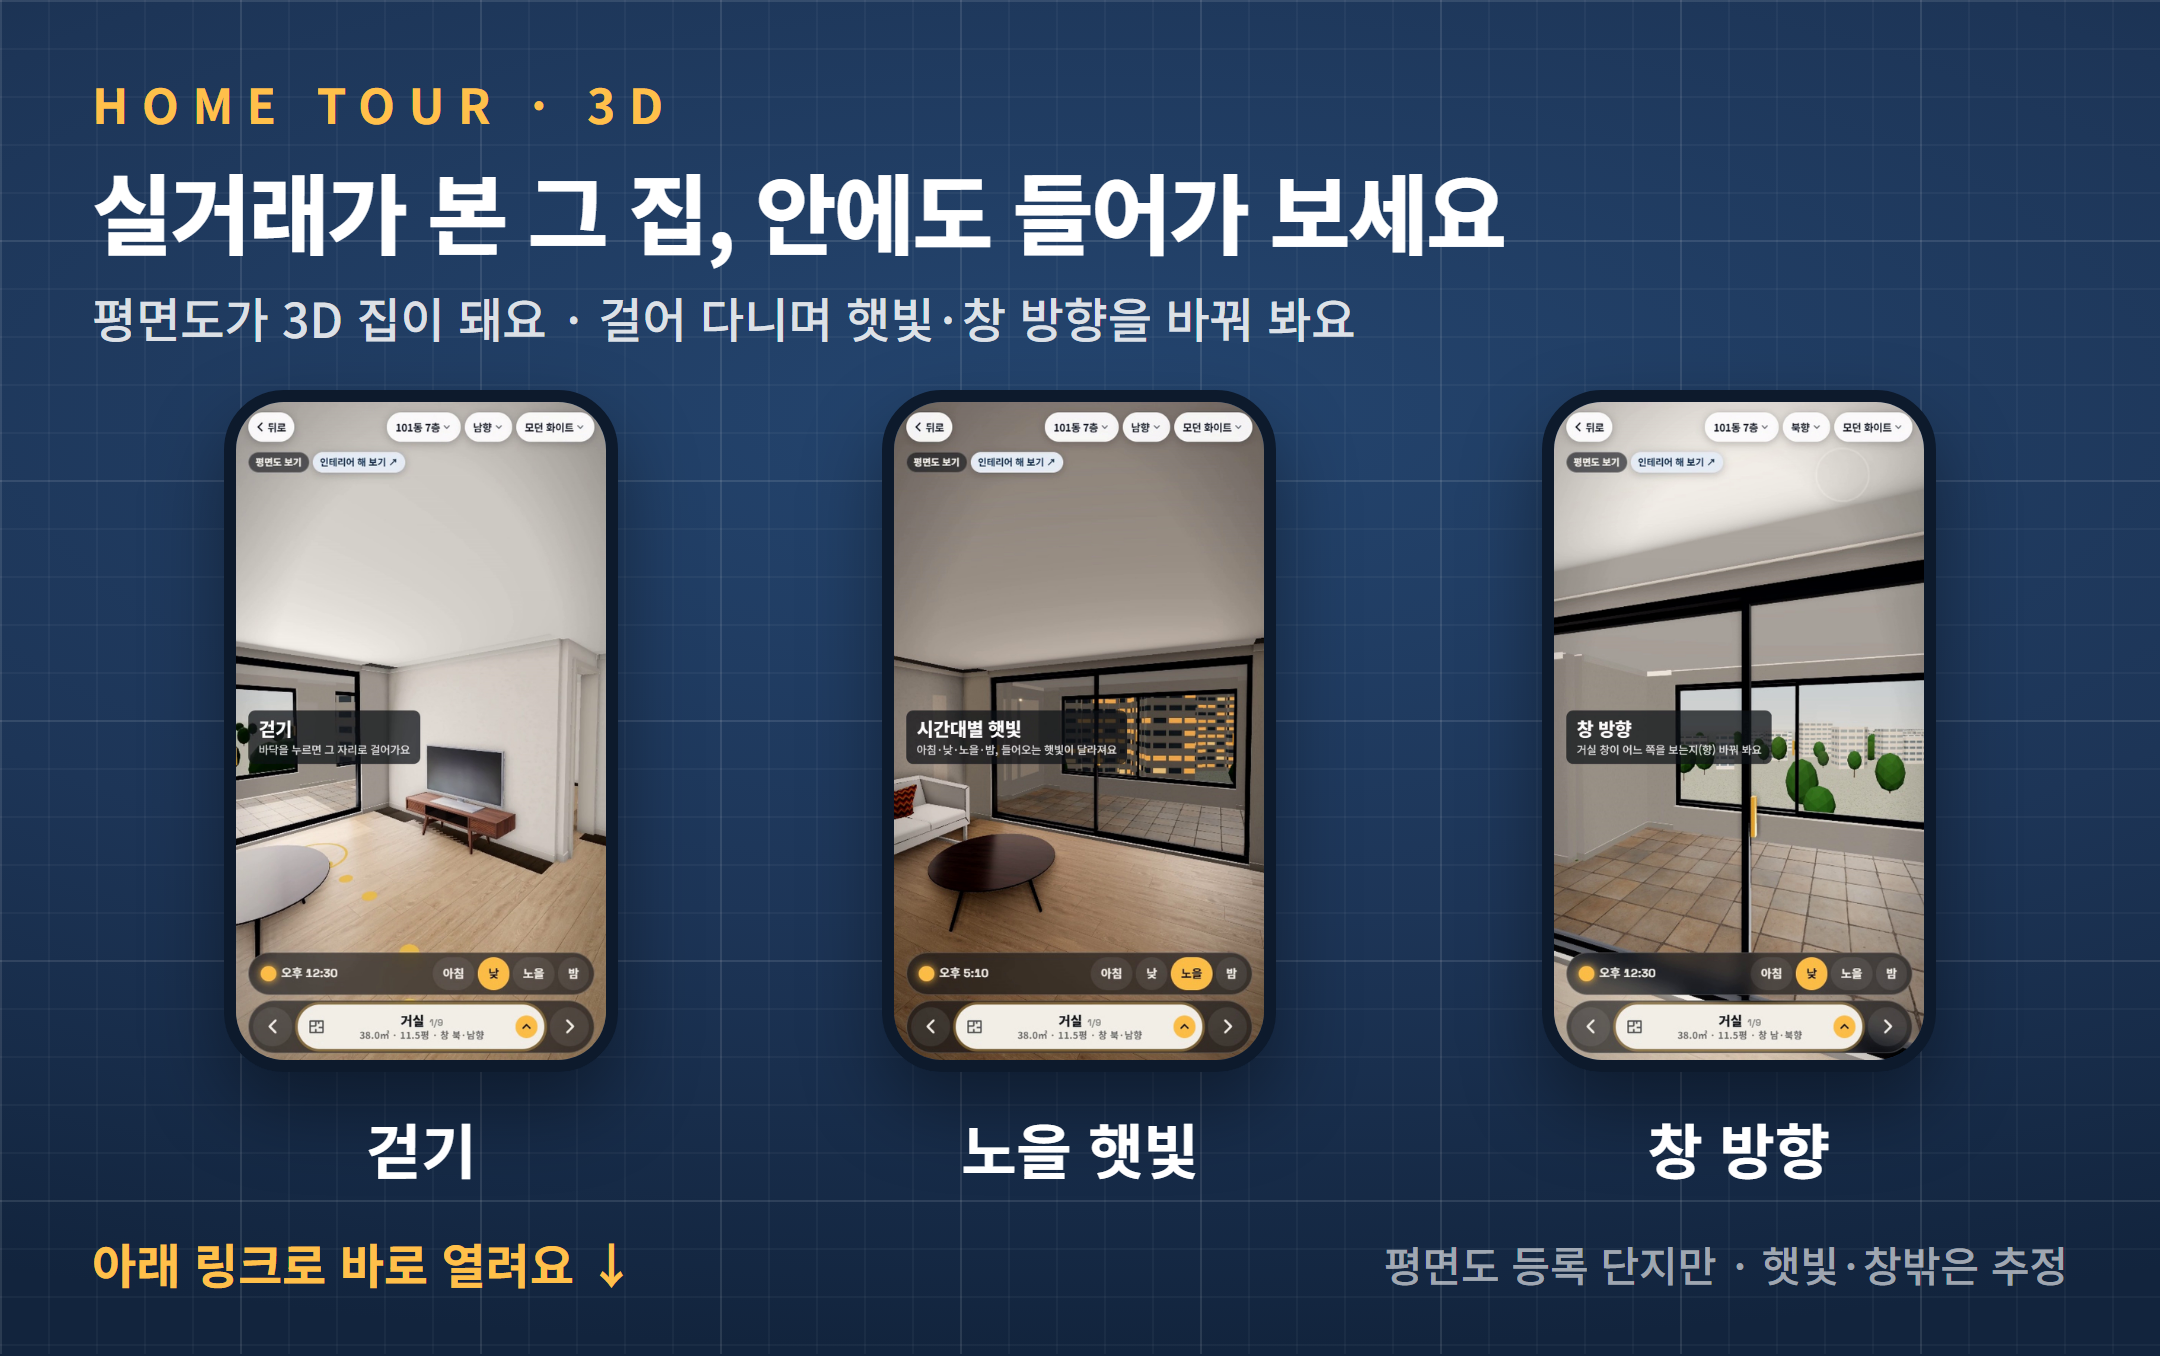 HOME TOUR · 3D
실거래가 본 그 집, 안에도 들어가 보세요
평면도가 3D 집이 돼요 · 걸어 다니며 햇빛·창 방향을 바꿔 봐요
뒤로
101동 7층
남향
모던 화이트
평면도 보기
인테리어 해 보기 ↗
걷기
바닥을 누르면 그 자리로 걸어가요
오후 12:30
아침
낮
노을
밤
거실 1/9
38.0㎡ · 11.5평 · 창 북·남향
걷기
뒤로
101동 7층
남향
모던 화이트
평면도 보기
인테리어 해 보기 ↗
시간대별 햇빛
아침·낮·노을·밤, 들어오는 햇빛이 달라져요
오후 5:10
아침
낮
노을
밤
거실 1/9
38.0㎡ · 11.5평 · 창 북·남향
노을 햇빛
뒤로
101동 7층
북향
모던 화이트
평면도 보기
인테리어 해 보기 ↗
창 방향
거실 창이 어느 쪽을 보는지(향) 바꿔 봐요
오후 12:30
아침
낮
노을
밤
거실 1/9
38.0㎡ · 11.5평 · 창 남·북향
창 방향
아래 링크로 바로 열려요 ↓
평면도 등록 단지만 · 햇빛·창밖은 추정